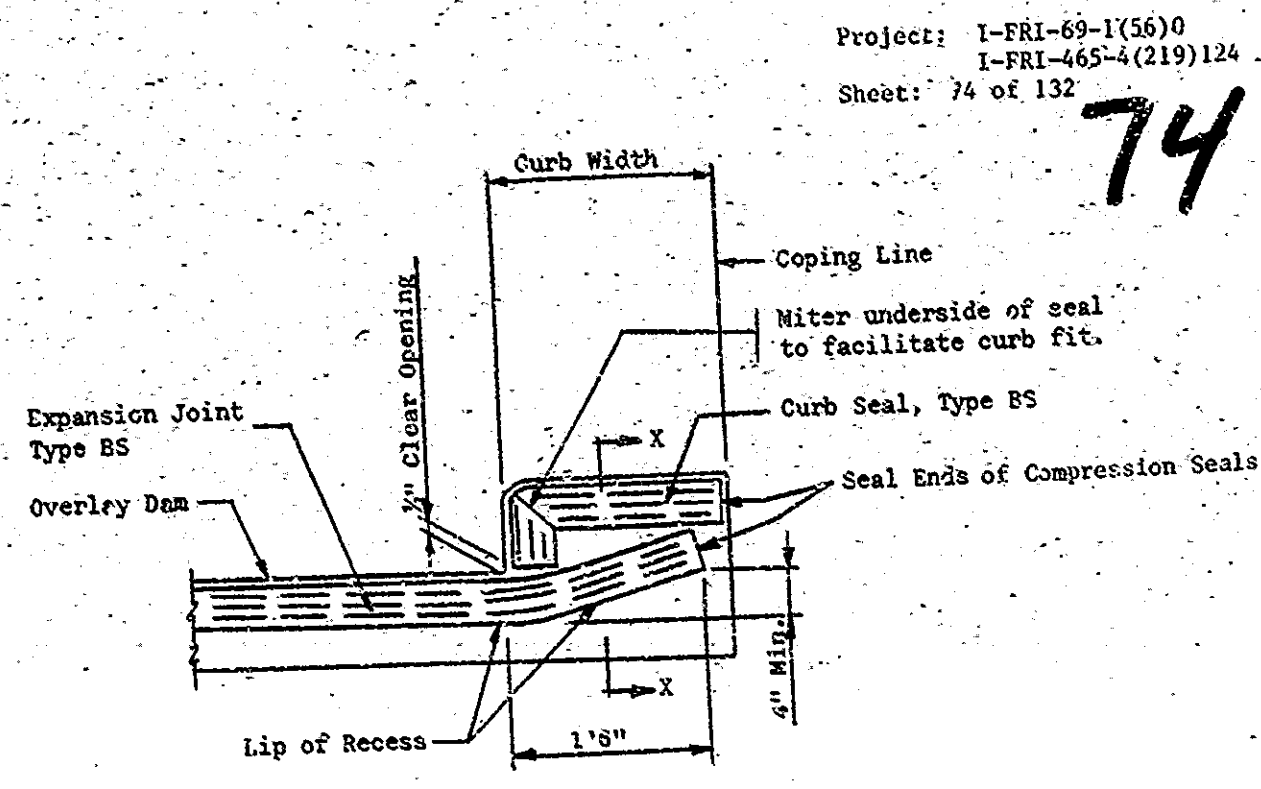 Project: I-FRI-69-1(56)0
I-FRI-465-4(219)124
Sheet: 74 of 132
74
Curb Width
Coping Line
Miter underside of seal
to facilitate curb fit.
Curb Seal, Type BS
Seal Ends of Compression Seals
Clear Opening
Expansion Joint
Type BS
Overlay Dam
X
X
4" Min.
Lip of Recess
1'6"